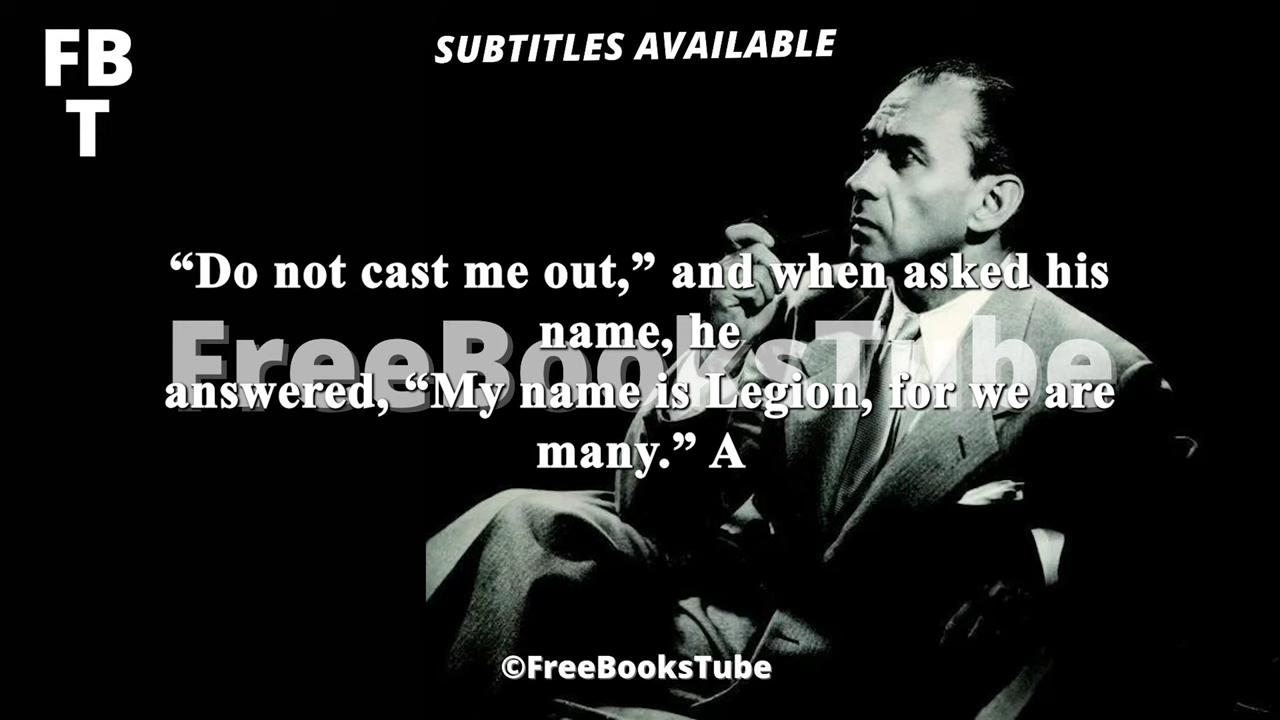 FB
T
SUBTITLES AVAILABLE
“Do not cast me out,” and when asked his
name, he
FreeBooksTube
answered, “My name is Legion, for we are
many.” A
©FreeBooksTube